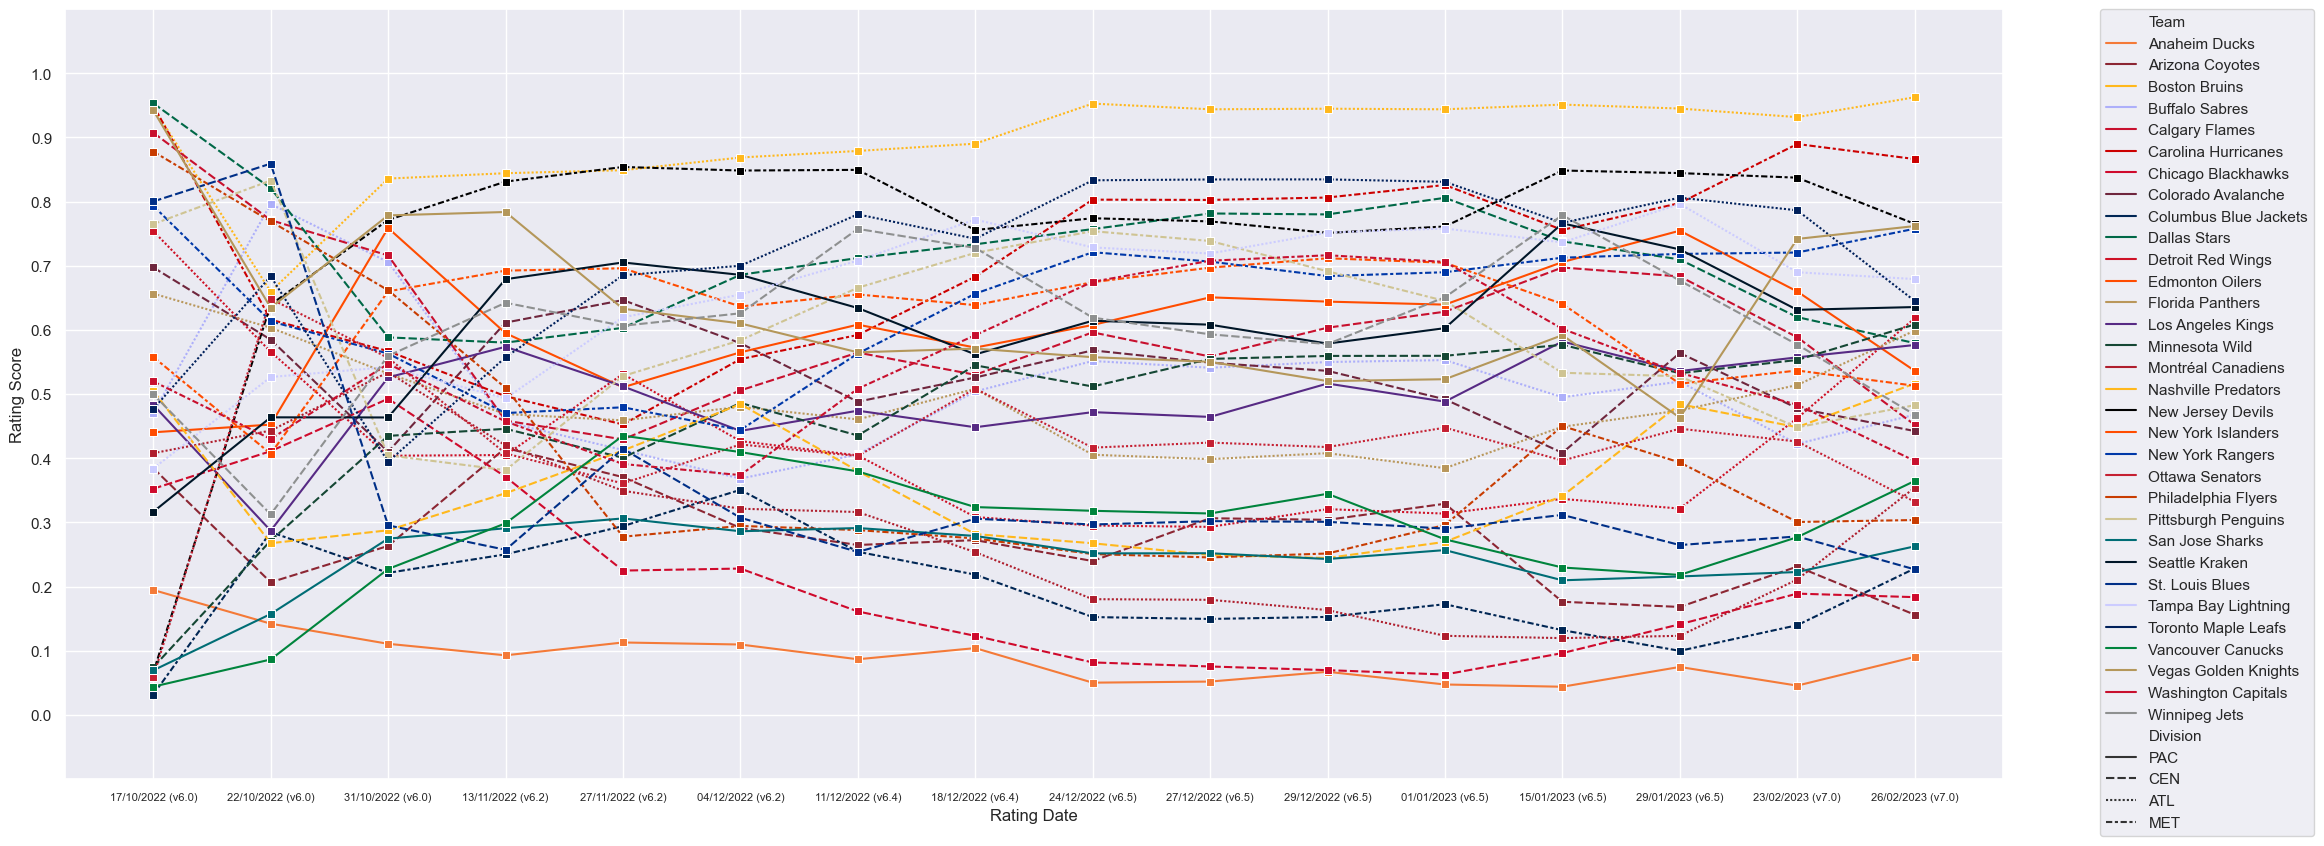 Rating Score
1.0
0.9
0.8
0.7
0.6
0.5
0.4
0.3
0.2
0.1
0.0
17/10/2022 (v6.0) 22/10/2022 (v6.0) 31/10/2022 (v6.0) 13/11/2022 (v6.2) 27/11/2022 (v6.2) 04/12/2022 (v6.2) 11/12/2022 (v6.4) 18/12/2022 (v6.4) 24/12/2022 (v6.5) 27/12/2022 (v6.5) 29/12/2022 (v6.5) 01/01/2023 (v6.5) 15/01/2023 (v6.5) 29/01/2023 (v6.5) 23/02/2023 (v7.0) 26/02/2023 (v7.0)
Rating Date
Team
Anaheim Ducks
Arizona Coyotes
Boston Bruins
Buffalo Sabres
Calgary Flames
Carolina Hurricanes
Chicago Blackhawks
Colorado Avalanche
Columbus Blue Jackets
Dallas Stars
Detroit Red Wings
Edmonton Oilers
Florida Panthers
Los Angeles Kings
Minnesota Wild
Montréal Canadiens
Nashville Predators
New Jersey Devils
New York Islanders
New York Rangers
Ottawa Senators
Philadelphia Flyers
Pittsburgh Penguins
San Jose Sharks
Seattle Kraken
St. Louis Blues
Tampa Bay Lightning
Toronto Maple Leafs
Vancouver Canucks
Vegas Golden Knights
Washington Capitals
Winnipeg Jets
Division
PAC
CEN
ATL
MET